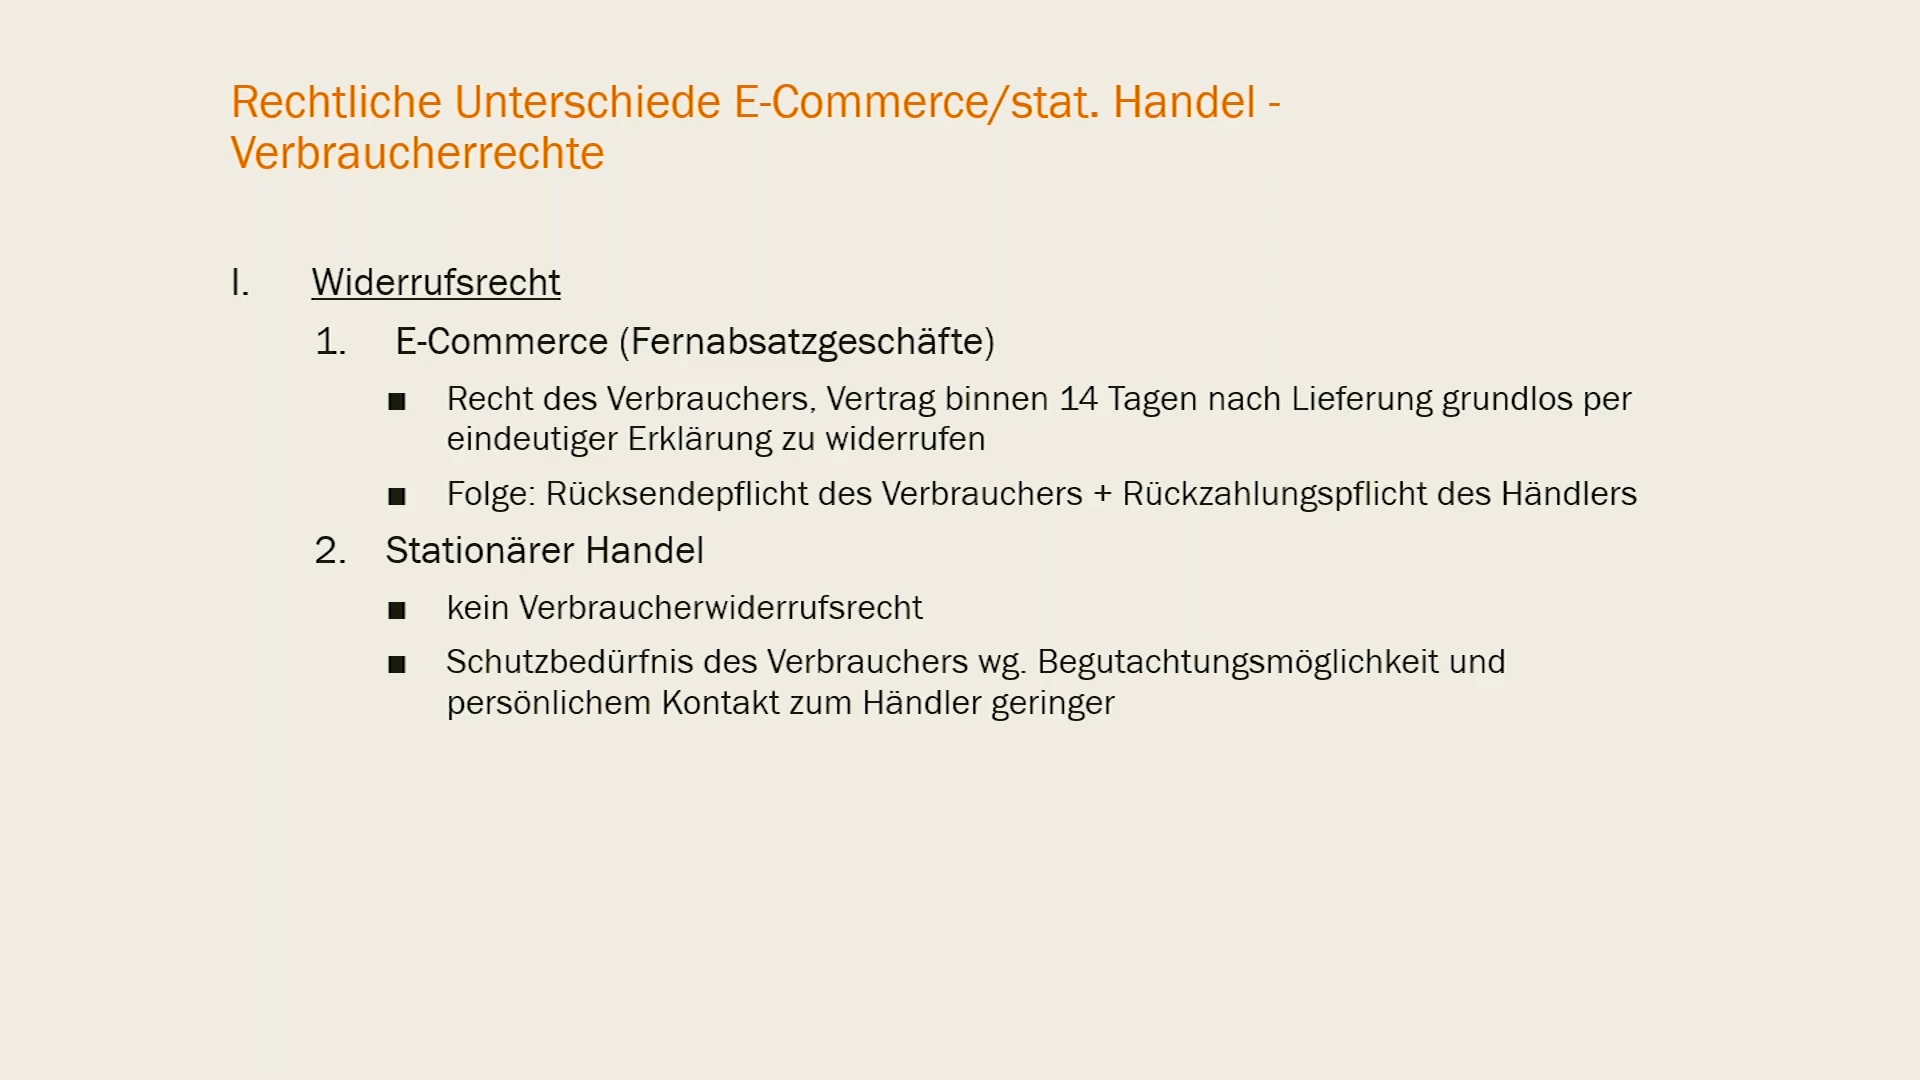 Rechtliche Unterschiede E-Commerce/stat. Handel -
Verbraucherrechte
I. Widerrufsrecht
1. E-Commerce (Fernabsatzgeschäfte)
■ Recht des Verbrauchers, Vertrag binnen 14 Tagen nach Lieferung grundlos per
eindeutiger Erklärung zu widerrufen
■ Folge: Rücksendepflicht des Verbrauchers + Rückzahlungspflicht des Händlers
2. Stationärer Handel
■ kein Verbraucherwiderrufsrecht
■ Schutzbedürfnis des Verbrauchers wg. Begutachtungsmöglichkeit und
persönlichem Kontakt zum Händler geringer